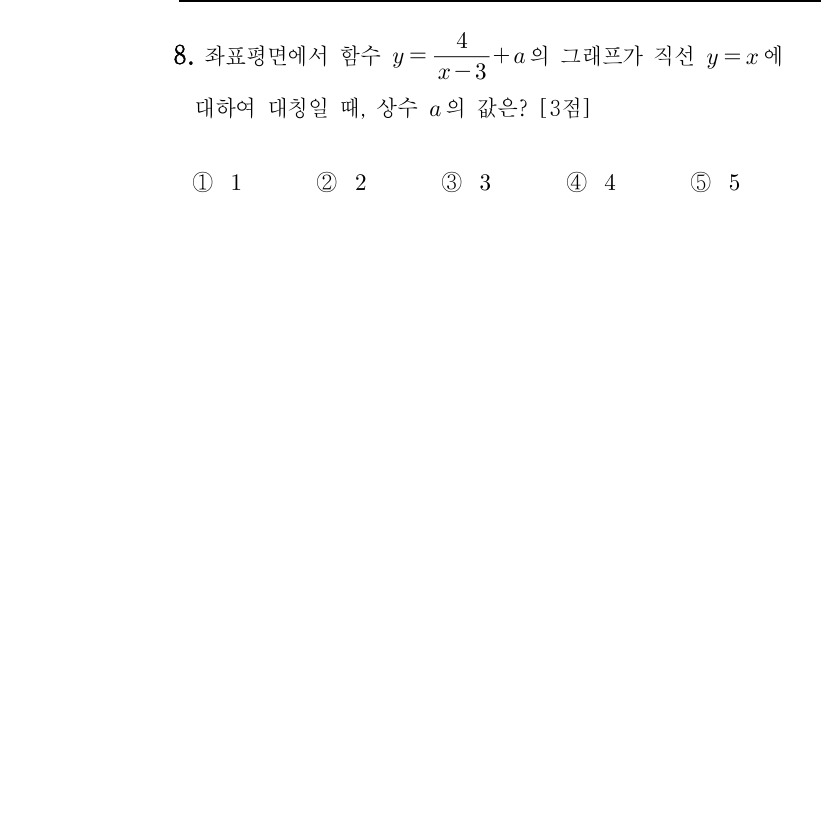 8. 좌표평면에서 함수 $y=\frac{4}{x-3}+a$의 그래프가 직선 $y=x$에
대하여 대칭일 때, 상수 $a$의 값은? [3점]
① 1 ② 2 ③ 3 ④ 4 ⑤ 5